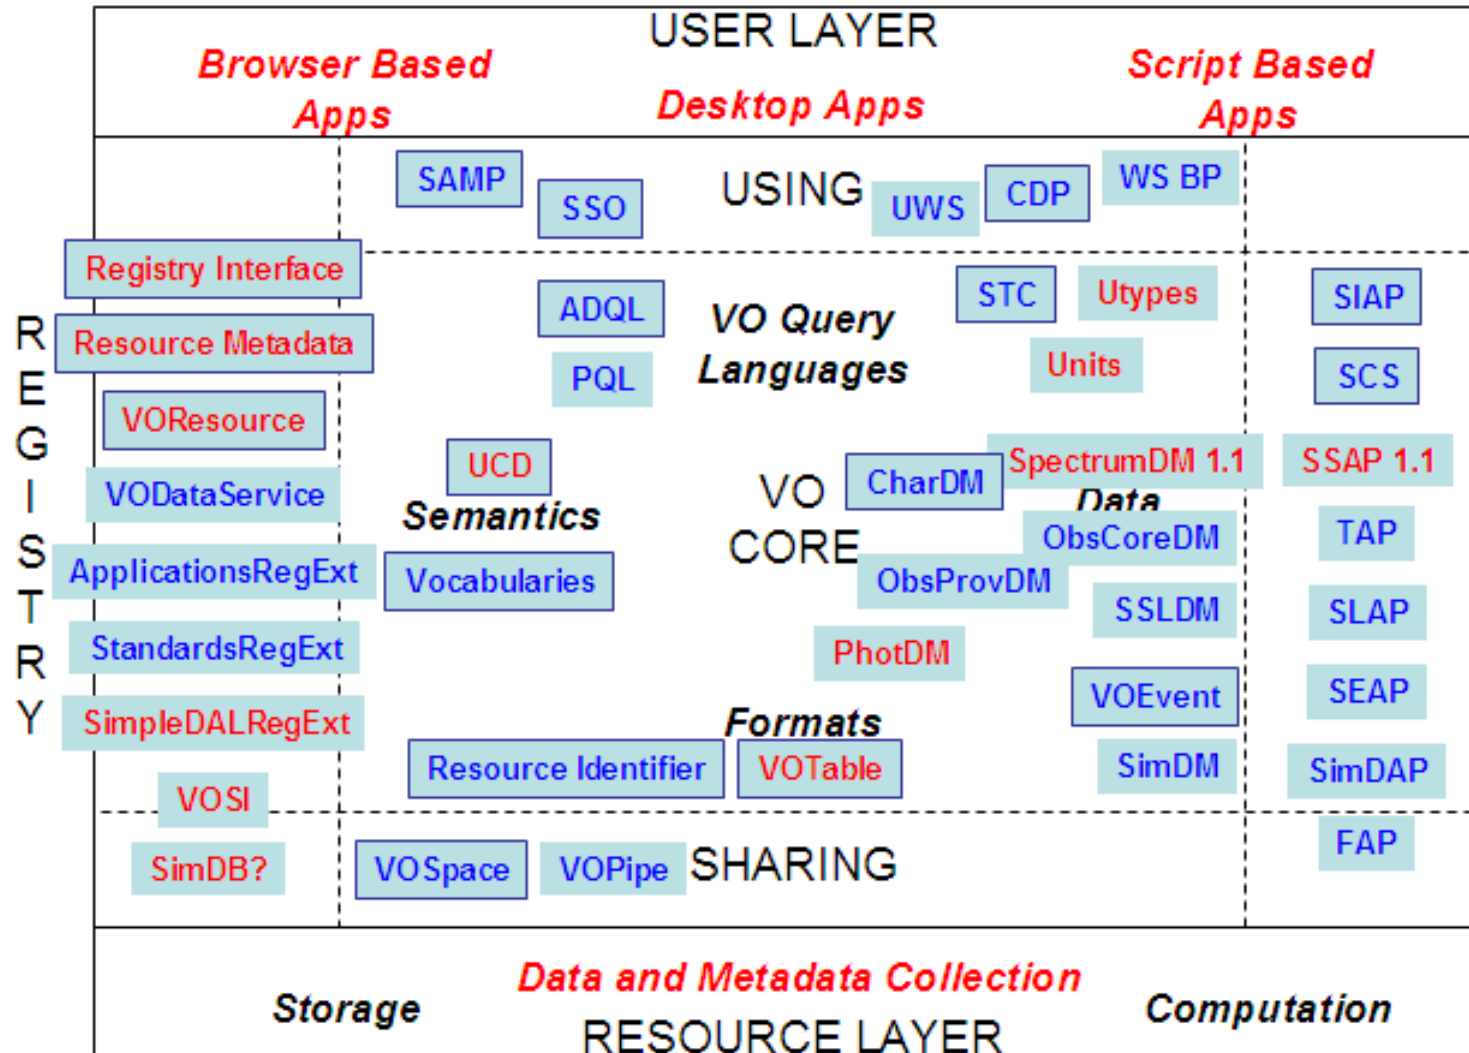 USER LAYER
Browser Based
Apps
Desktop Apps
Script Based
Apps
SAMP
SSO
USING
UWS
CDP
WS BP
REGISTRY
Registry Interface
Resource Metadata
VOResource
VODataService
ApplicationsRegExt
StandardsRegExt
SimpleDALRegExt
VOSI
SimDB?
ADQL
PQL
VO Query
Languages
STC
Utypes
Units
UCD
Semantics
Vocabularies
VO
CORE
CharDM
SpectrumDM 1.1
Data
ObsCoreDM
ObsProvDM
SSLDM
PhotDM
VOEvent
SimDM
Formats
Resource Identifier
VOTable
SIAP
SCS
SSAP 1.1
TAP
SLAP
SEAP
SimDAP
FAP
VOSpace
VOPipe
SHARING
Data and Metadata Collection
Storage
Computation
RESOURCE LAYER